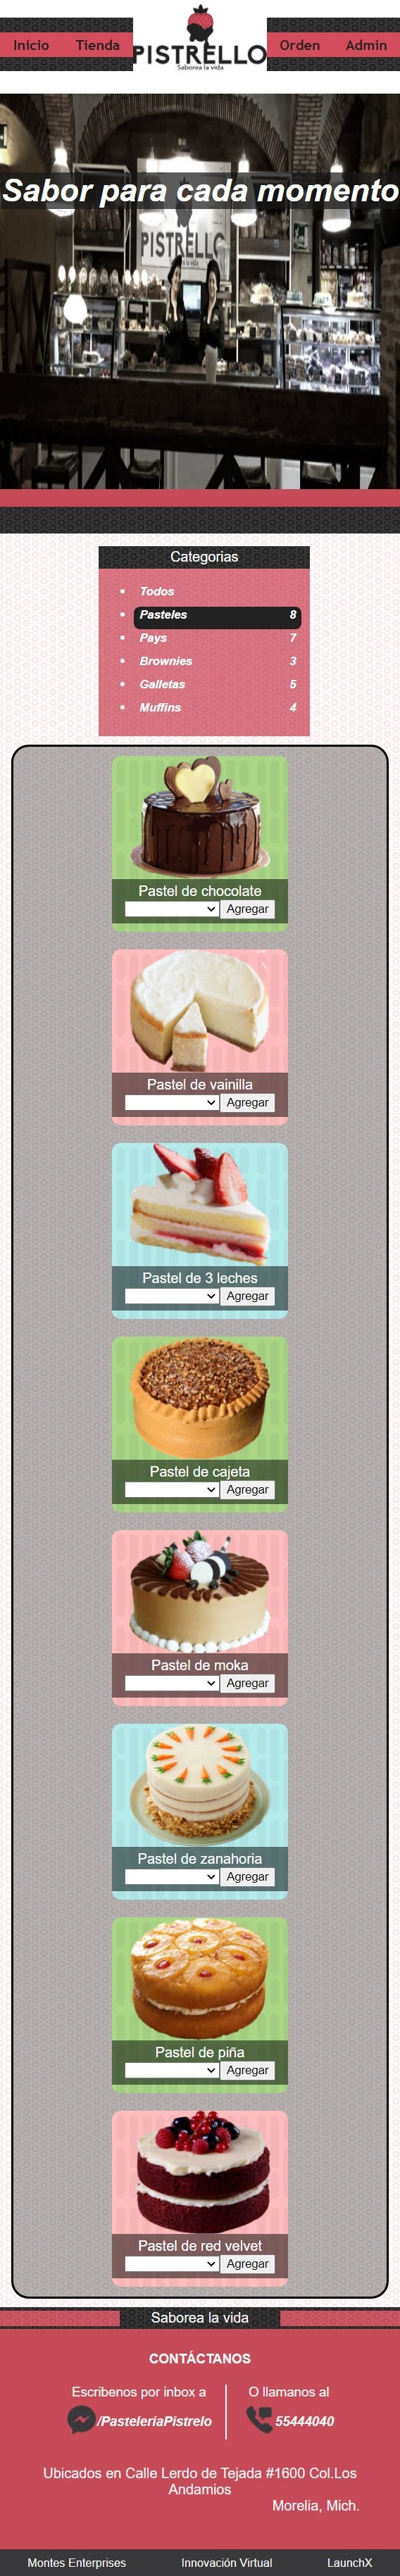 Inicio
Tienda
PISTRELLO
Saborea la vida
Orden
Admin
Sabor para cada momento
PISTRELLO
Categorias
Todos
Pasteles 8
Pays 7
Brownies 3
Galletas 5
Muffins 4
Pastel de chocolate
Agregar
Pastel de vainilla
Agregar
Pastel de 3 leches
Agregar
Pastel de cajeta
Agregar
Pastel de moka
Agregar
Pastel de zanahoria
Agregar
Pastel de piña
Agregar
Pastel de red velvet
Agregar
Saborea la vida
CONTÁCTANOS
Escribenos por inbox a
/PasteleriaPistrelo
O llamanos al
55444040
Ubicados en Calle Lerdo de Tejada #1600 Col.Los
Andamios
Morelia, Mich.
Montes Enterprises
Innovación Virtual
LaunchX